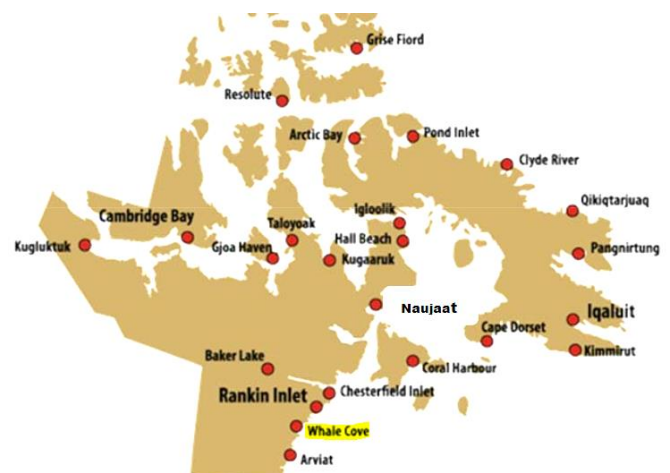 Grise Fiord
Resolute
Arctic Bay
Pond Inlet
Clyde River
Qikiqtarjuaq
Igloolik
Cambridge Bay
Taloyoak
Kugluktuk
Gjoa Haven
Hall Beach
Pangnirtung
Kugaaruk
Naujaat
Iqaluit
Cape Dorset
Baker Lake
Kimmirut
Coral Harbour
Rankin Inlet
Chesterfield Inlet
Whale Cove
Arviat